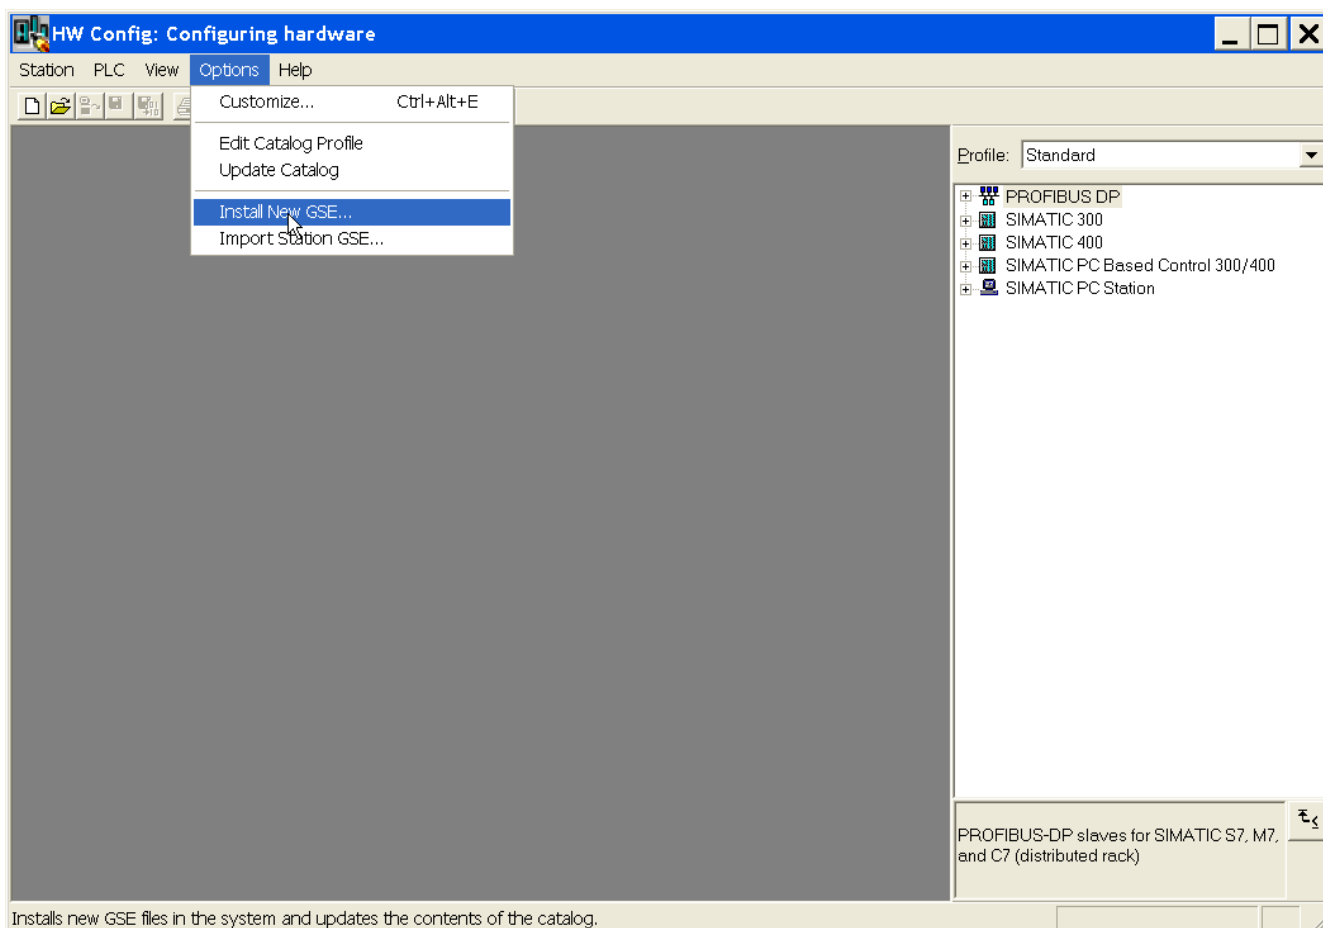 HW Config: Configuring hardware
Station PLC View Options Help
Customize... Ctrl+Alt+E
Edit Catalog Profile
Update Catalog
Install New GSE...
Import Station GSE...
Profile: Standard
PROFIBUS DP
SIMATIC 300
SIMATIC 400
SIMATIC PC Based Control 300/400
SIMATIC PC Station
PROFIBUS-DP slaves for SIMATIC S7, M7,
and C7 (distributed rack)
Installs new GSE files in the system and updates the contents of the catalog.